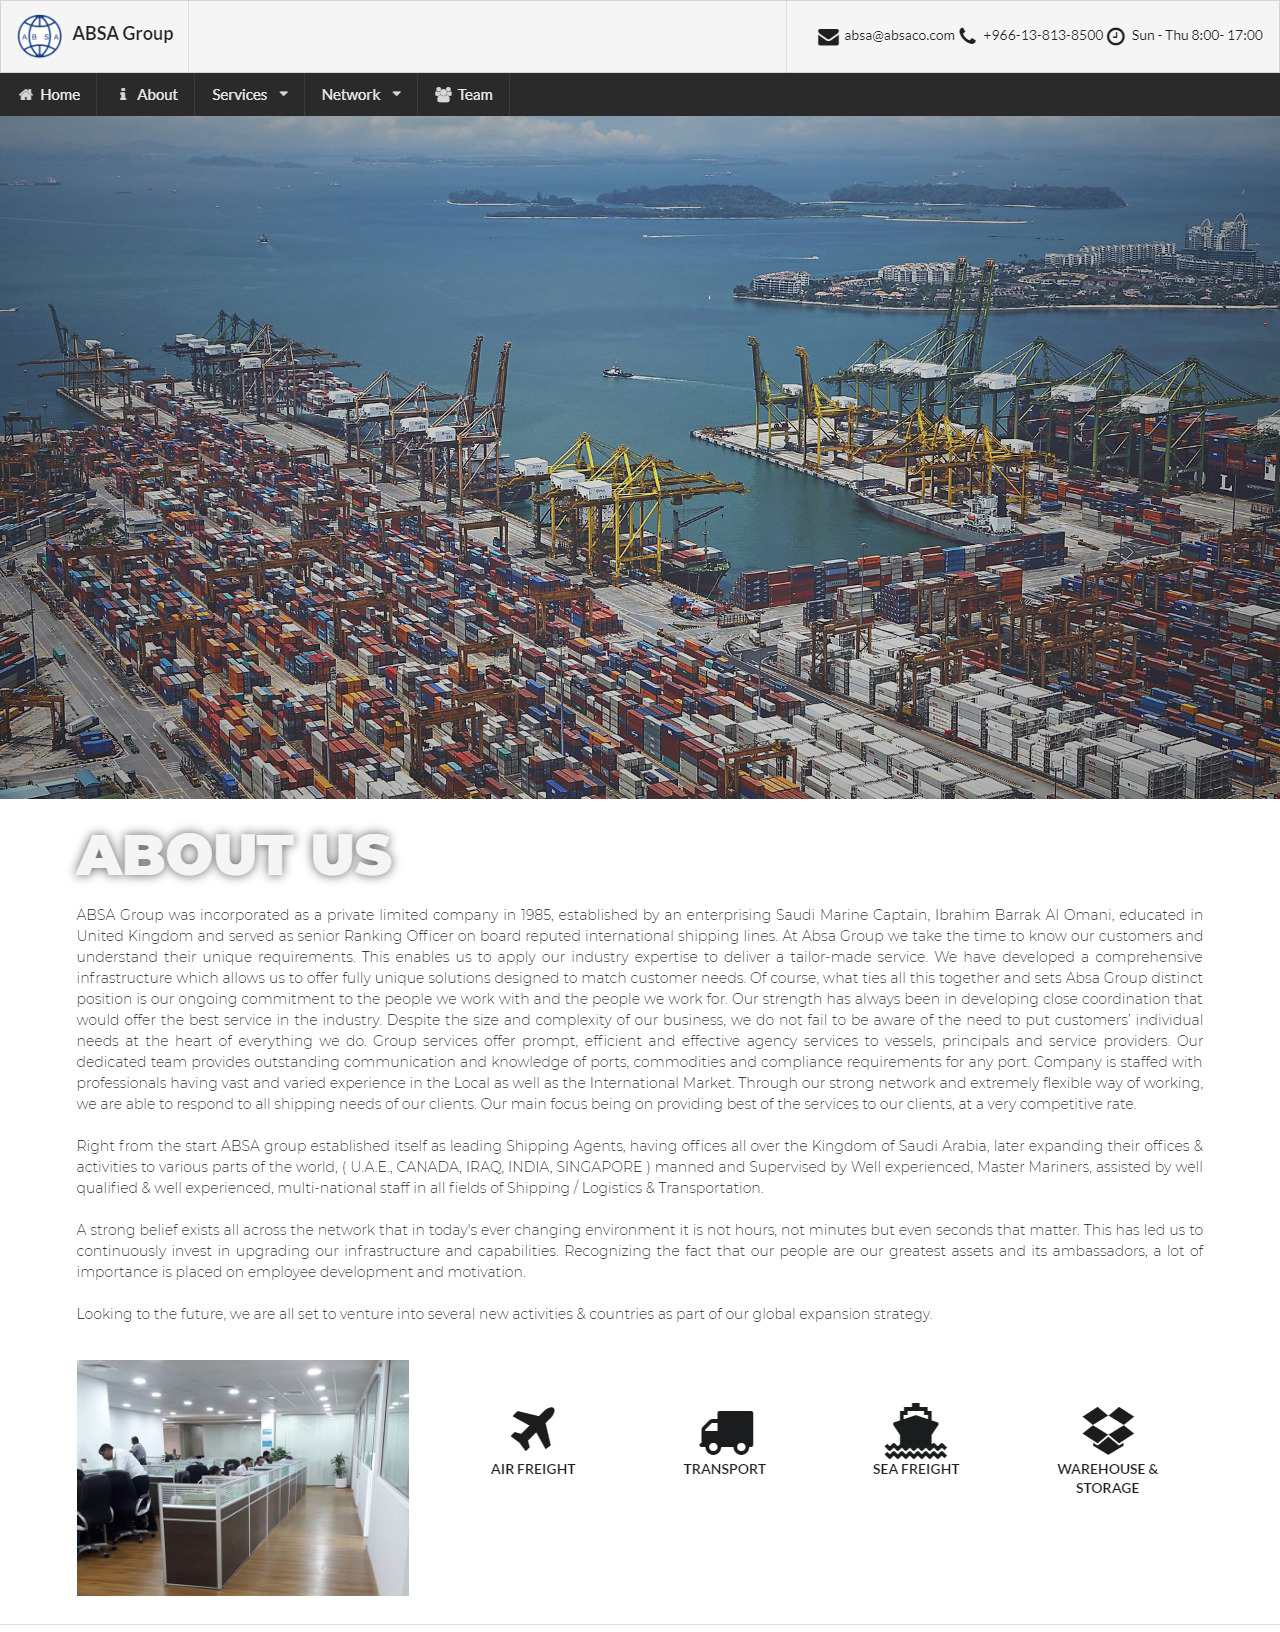 A B S A
ABSA Group
absa@absaco.com +966-13-813-8500 Sun - Thu 8:00- 17:00
Home About Services Network Team
L
ABOUT US
ABSA Group was incorporated as a private limited company in 1985, established by an enterprising Saudi Marine Captain, Ibrahim Barrak Al Omani, educated in
United Kingdom and served as senior Ranking Officer on board reputed international shipping lines. At Absa Group we take the time to know our customers and
understand their unique requirements. This enables us to apply our industry expertise to deliver a tailor-made service. We have developed a comprehensive
infrastructure which allows us to offer fully unique solutions designed to match customer needs. Of course, what ties all this together and sets Absa Group distinct
position is our ongoing commitment to the people we work with and the people we work for. Our strength has always been in developing close coordination that
would offer the best service in the industry. Despite the size and complexity of our business, we do not fail to be aware of the need to put customers’ individual
needs at the heart of everything we do. Group services offer prompt, efficient and effective agency services to vessels, principals and service providers. Our
dedicated team provides outstanding communication and knowledge of ports, commodities and compliance requirements for any port. Company is staffed with
professionals having vast and varied experience in the Local as well as the International Market. Through our strong network and extremely flexible way of working,
we are able to respond to all shipping needs of our clients. Our main focus being on providing best of the services to our clients, at a very competitive rate.
Right from the start ABSA group established itself as leading Shipping Agents, having offices all over the Kingdom of Saudi Arabia, later expanding their offices &
activities to various parts of the world, ( U.A.E., CANADA, IRAQ, INDIA, SINGAPORE ) manned and Supervised by Well experienced, Master Mariners, assisted by well
qualified & well experienced, multi-national staff in all fields of Shipping / Logistics & Transportation.
A strong belief exists all across the network that in today's ever changing environment it is not hours, not minutes but even seconds that matter. This has led us to
continuously invest in upgrading our infrastructure and capabilities. Recognizing the fact that our people are our greatest assets and its ambassadors, a lot of
importance is placed on employee development and motivation.
Looking to the future, we are all set to venture into several new activities & countries as part of our global expansion strategy.
AIR FREIGHT
TRANSPORT
SEA FREIGHT
WAREHOUSE &
STORAGE